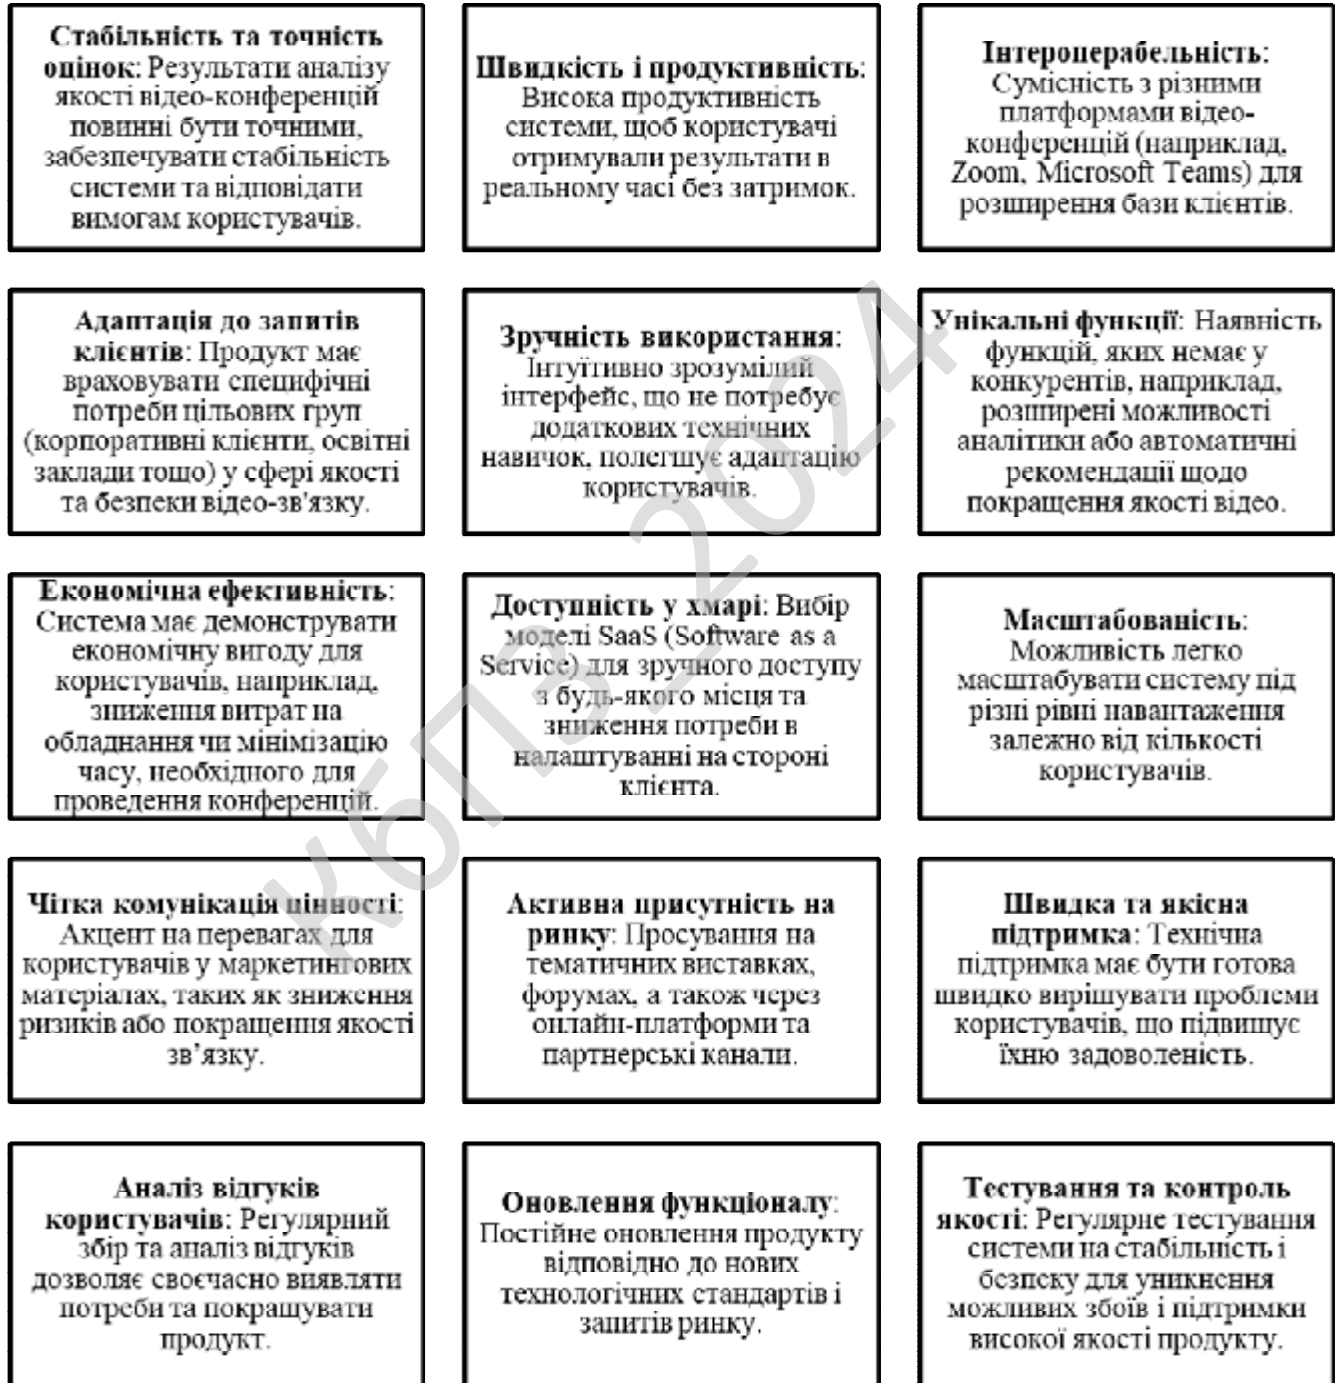 Стабільність та точність
оцінок: Результати аналізу
якості відео-конференцій
повинні бути точними,
забезпечувати стабільність
системи та відповідати
вимогам користувачів.
Швидкість і продуктивність:
Висока продуктивність
системи, щоб користувачі
отримували результати в
реальному часі без затримок.
Інтероперабельність:
Сумісність з різними
платформами відео-
конференцій (наприклад,
Zoom, Microsoft Teams) для
розширення бази клієнтів.
Адаптація до запитів
клієнтів: Продукт має
враховувати специфічні
потреби цільових груп
(корпоративні клієнти, освітні
заклади тощо) у сфері якості
та безпеки відео-зв'язку.
Зручність використання:
Інтуїтивно зрозумілий
інтерфейс, що не потребує
додаткових технічних
навичок, полегшує адаптацію
користувачів.
Унікальні функції: Наявність
функцій, яких немає у
конкурентів, наприклад,
розширені можливості
аналітики або автоматичні
рекомендації щодо
покращення якості відео.
Економічна ефективність:
Система має демонструвати
економічну вигоду для
користувачів, наприклад,
зниження витрат на
обладнання чи мінімізацію
часу, необхідного для
проведення конференцій.
Доступність у хмарі: Вибір
моделі SaaS (Software as a
Service) для зручного доступу
з будь-якого місця та
зниження потреби в
налаштуванні на стороні
клієнта.
Масштабованість:
Можливість легко
масштабувати систему під
різні рівні навантаження
залежно від кількості
користувачів.
Чітка комунікація цінності:
Акцент на перевагах для
користувачів у маркетингових
матеріалах, таких як зниження
ризиків або покращення якості
зв’язку.
Активна присутність на
ринку: Просування на
тематичних виставках,
форумах, а також через
онлайн-платформи та
партнерські канали.
Швидка та якісна
підтримка: Технічна
підтримка має бути готова
швидко вирішувати проблеми
користувачів, що підвищує
їхню задоволеність.
Аналіз відгуків
користувачів: Регулярний
збір та аналіз відгуків
дозволяє своєчасно виявляти
потреби та покращувати
продукт.
Оновлення функціоналу:
Постійне оновлення продукту
відповідно до нових
технологічних стандартів і
запитів ринку.
Тестування та контроль
якості: Регулярне тестування
системи на стабільність і
безпеку для уникнення
можливих збоїв і підтримки
високої якості продукту.
КбПЗ_2024